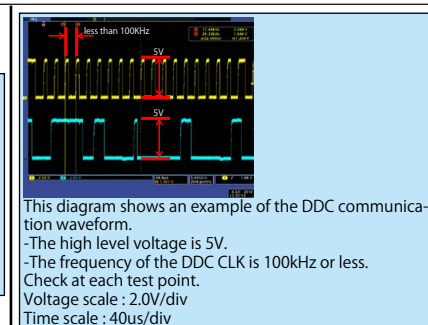 less than 100KHz
5V
5V
This diagram shows an example of the DDC communica-
tion waveform.
-The high level voltage is 5V.
-The frequency of the DDC CLK is 100kHz or less.
Check at each test point.
Voltage scale : 2.0V/div
Time scale : 40us/div